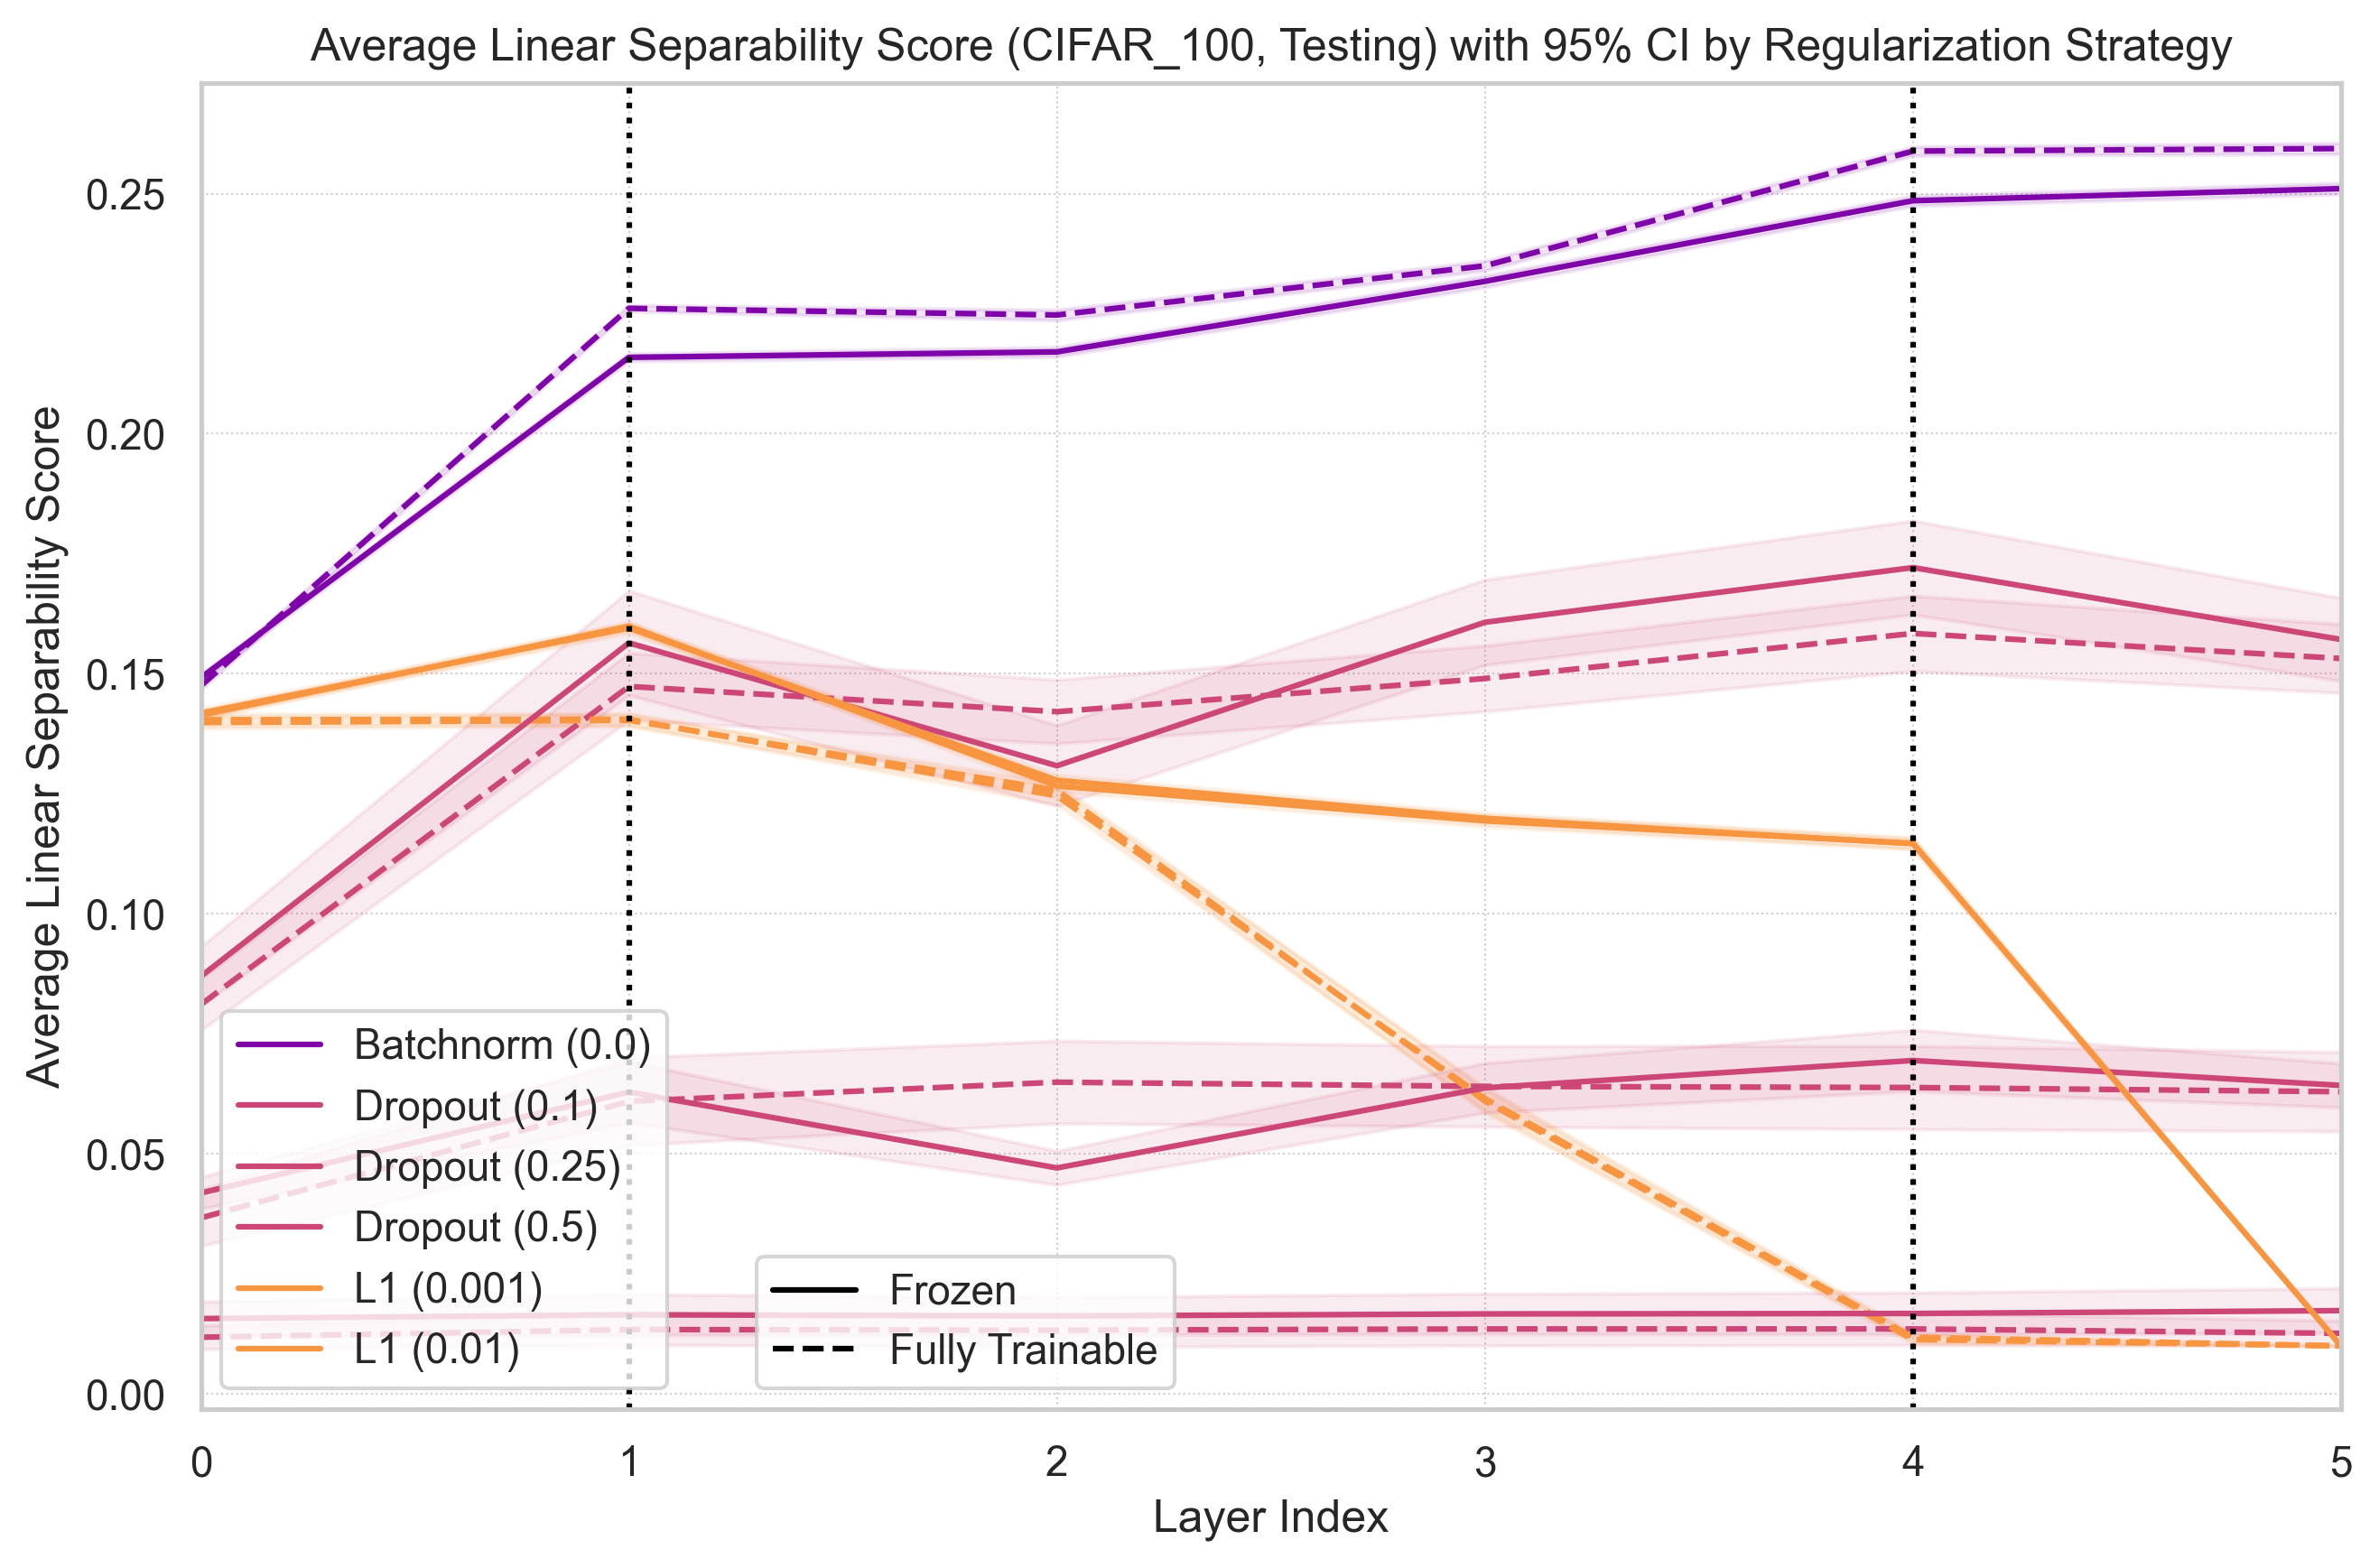 Average Linear Separability Score (CIFAR_100, Testing) with 95% CI by Regularization Strategy
Average Linear Separability Score
0.25
0.20
0.15
0.10
0.05
0.00
Batchnorm (0.0)
Dropout (0.1)
Dropout (0.25)
Dropout (0.5)
L1 (0.001)
L1 (0.01)
Frozen
Fully Trainable
0 1 2 3 4 5
Layer Index